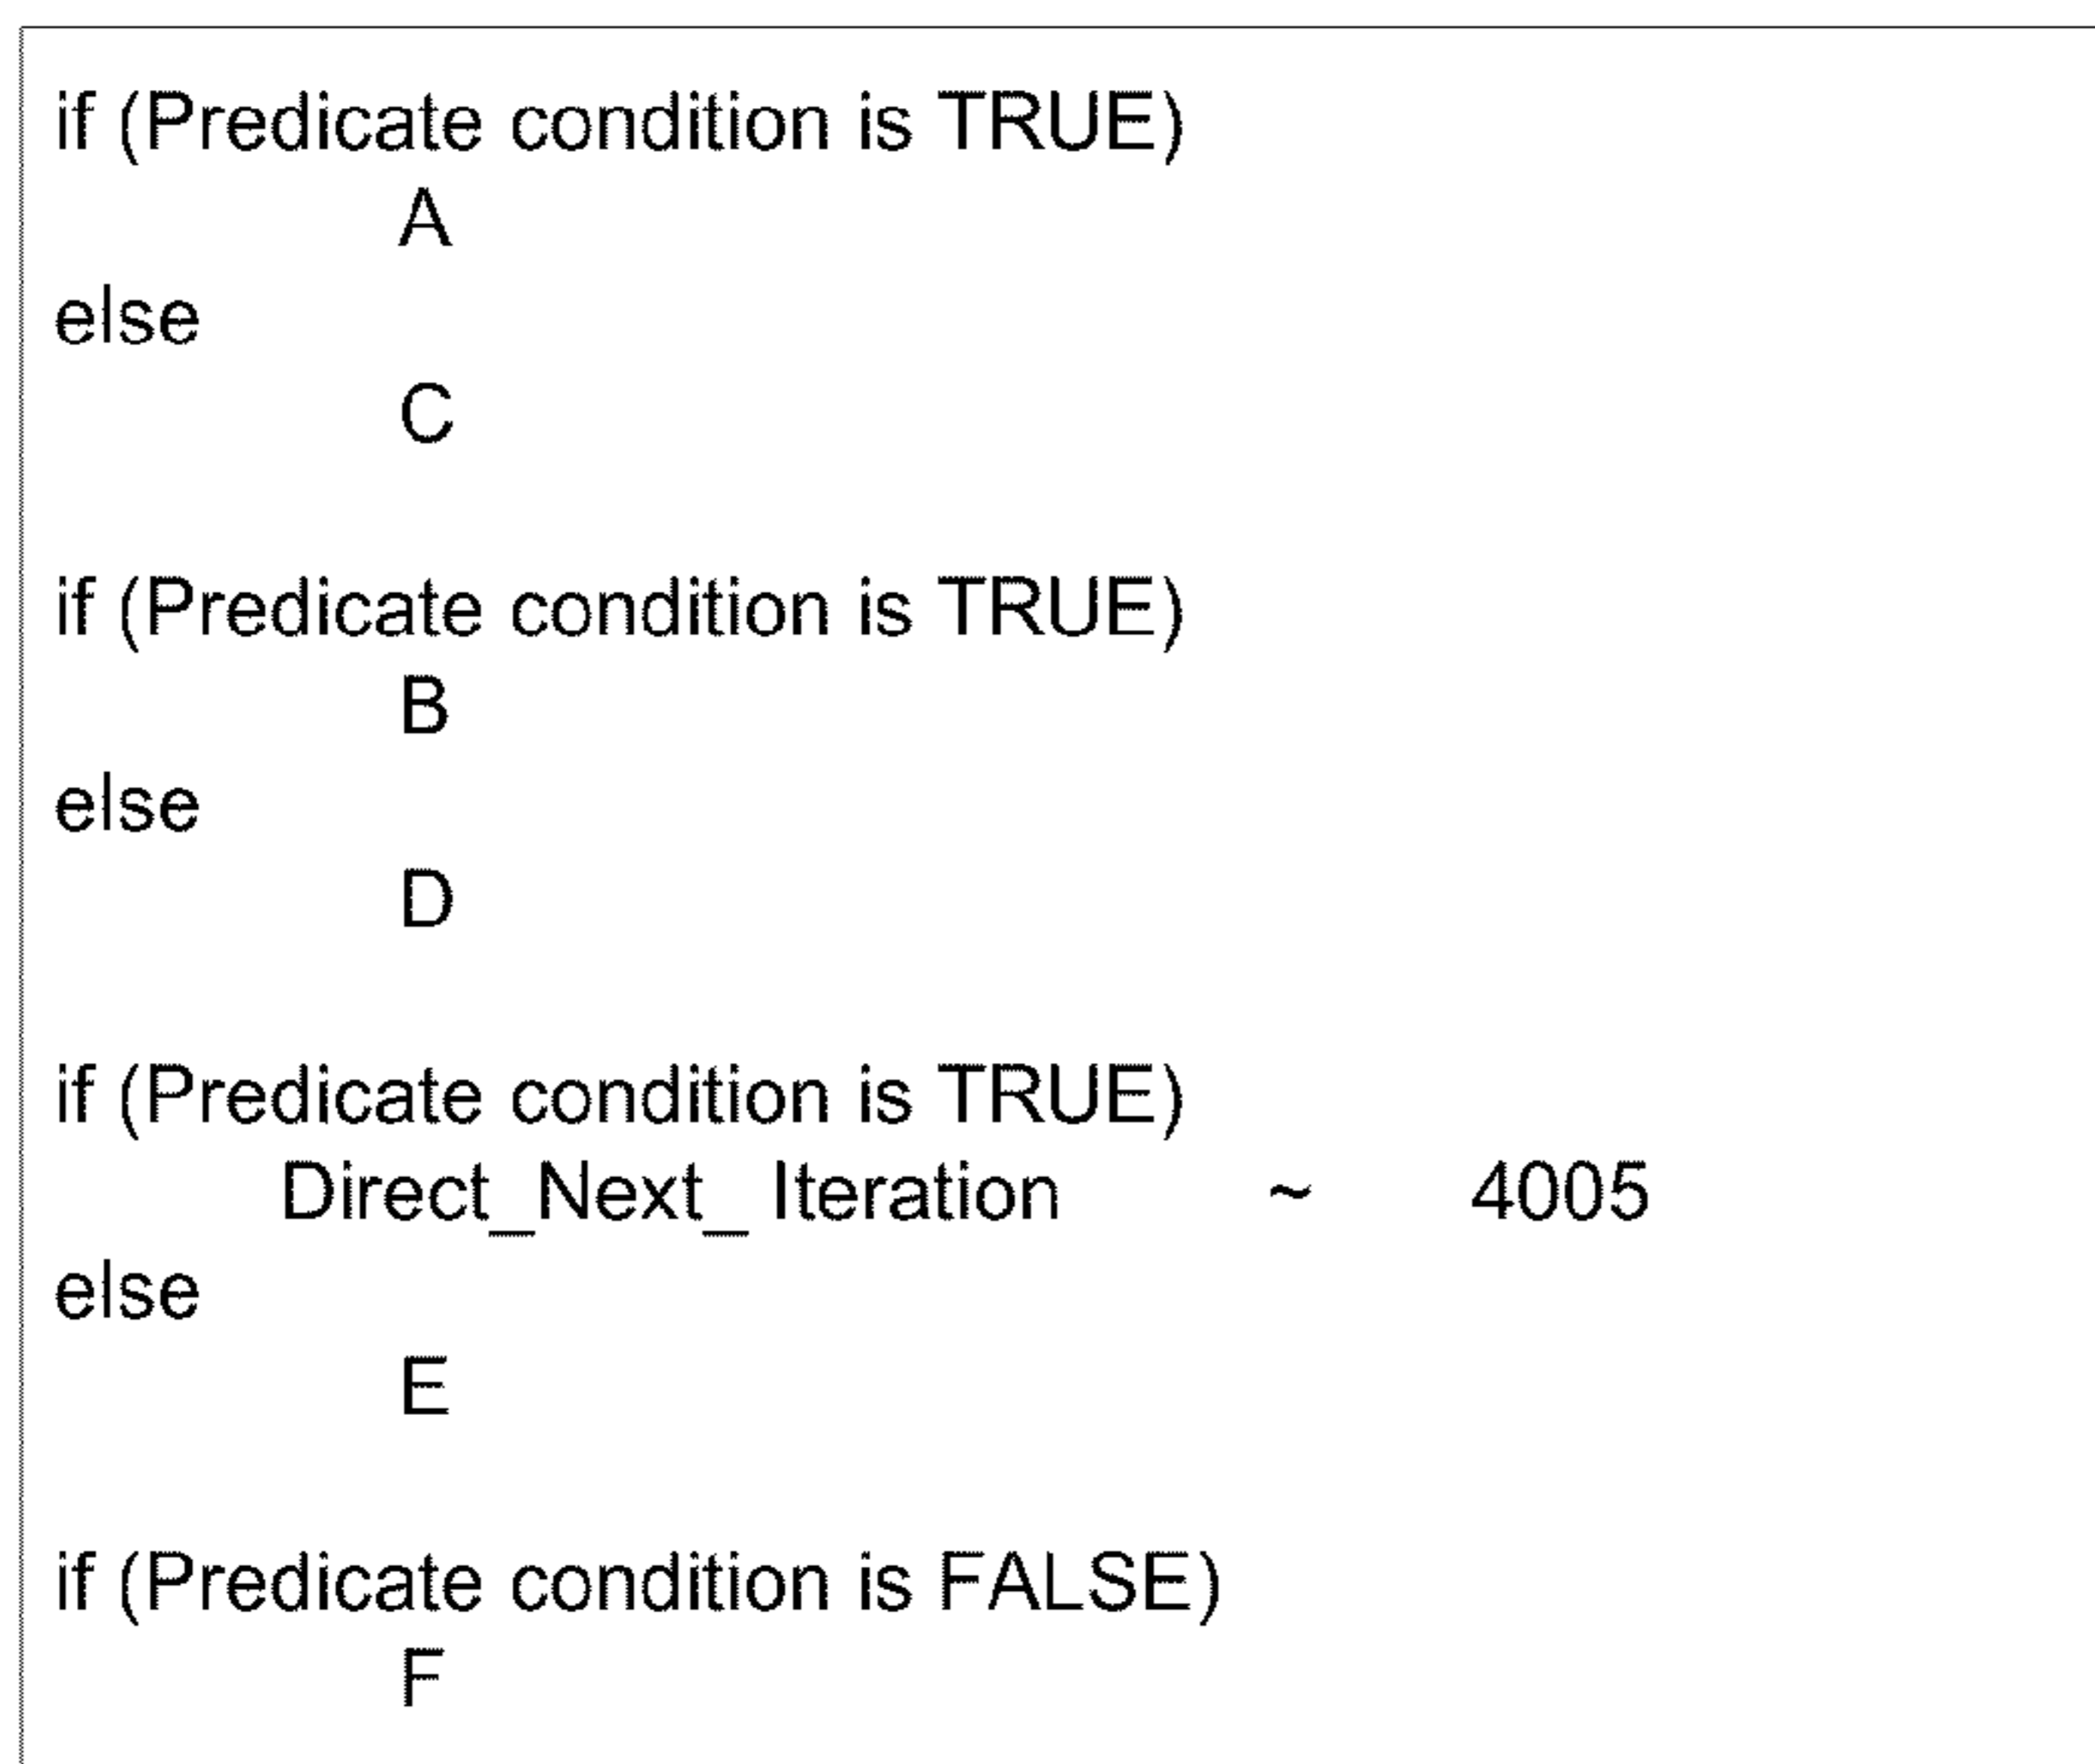 if (Predicate condition is TRUE)
A
else
C
if (Predicate condition is TRUE)
B
else
D
if (Predicate condition is TRUE)
Direct_Next_ Iteration ~ 4005
else
E
if (Predicate condition is FALSE)
F